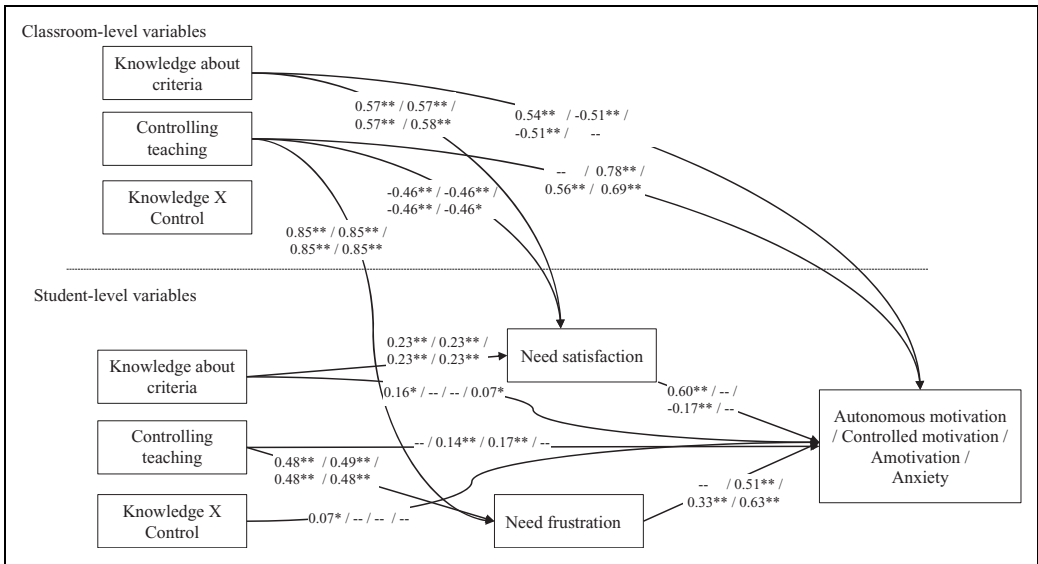 Classroom-level variables
Knowledge about
criteria
0.57** / 0.57** /
0.57** / 0.58**
0.54** / -0.51** /
-0.51** / --
Controlling
teaching
-- / 0.78** /
0.56** / 0.69**
-0.46** / -0.46** /
-0.46** / -0.46*
Knowledge X
Control
0.85** / 0.85** /
0.85** / 0.85**
Student-level variables
Need satisfaction
0.23** / 0.23** /
0.23** / 0.23**
Knowledge about
criteria
0.16* / -- / -- / 0.07*
0.60** / -- /
-0.17** / --
Autonomous motivation
/ Controlled motivation /
Amotivation /
Anxiety
Controlling
teaching
-- / 0.14** / 0.17** / --
0.48** / 0.49** /
0.48** / 0.48**
-- / 0.51** /
0.33** / 0.63**
Knowledge X
Control
0.07* / -- / -- / --
Need frustration